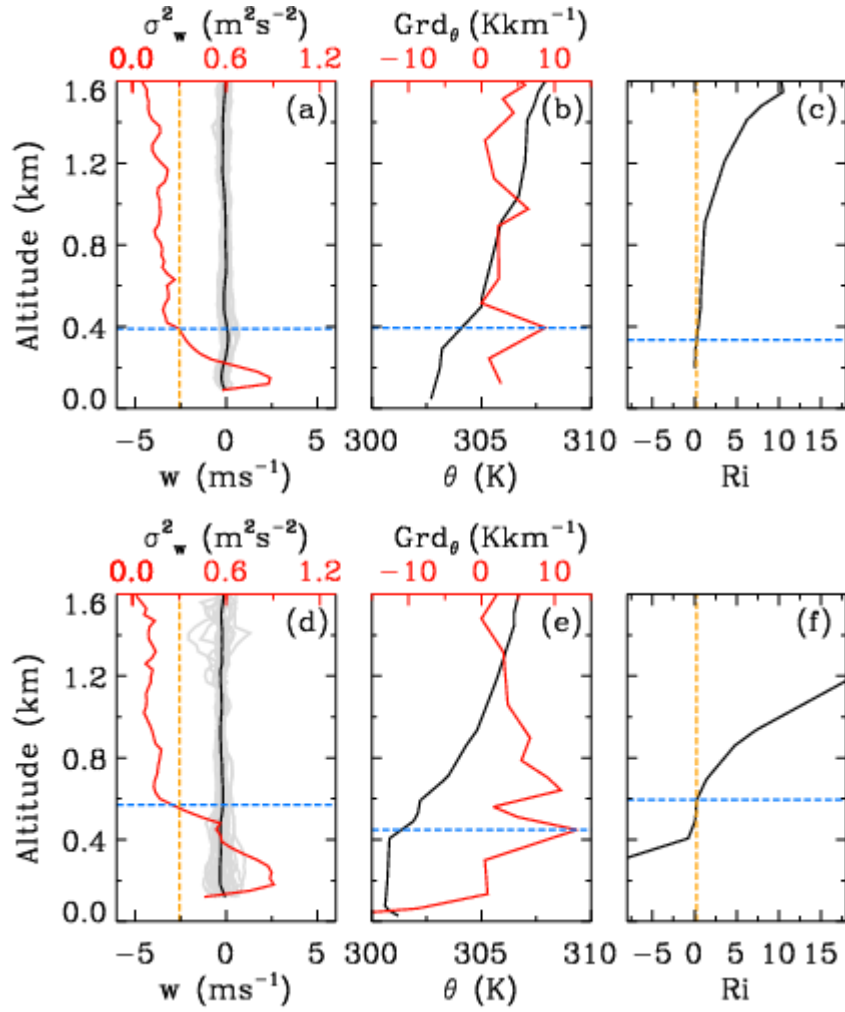 σ²w (m²s⁻²) Grdθ (Kkm⁻¹)
0.0 0.6 1.2 −10 0 10
1.6 (a) (b) (c)
1.2
0.8
0.4
0.0
Altitude (km)
−5 0 5 300 305 310 −5 0 5 10 15
w (ms⁻¹) θ (K) Ri
σ²w (m²s⁻²) Grdθ (Kkm⁻¹)
0.0 0.6 1.2 −10 0 10
1.6 (d) (e) (f)
1.2
0.8
0.4
0.0
Altitude (km)
−5 0 5 300 305 310 −5 0 5 10 15
w (ms⁻¹) θ (K) Ri